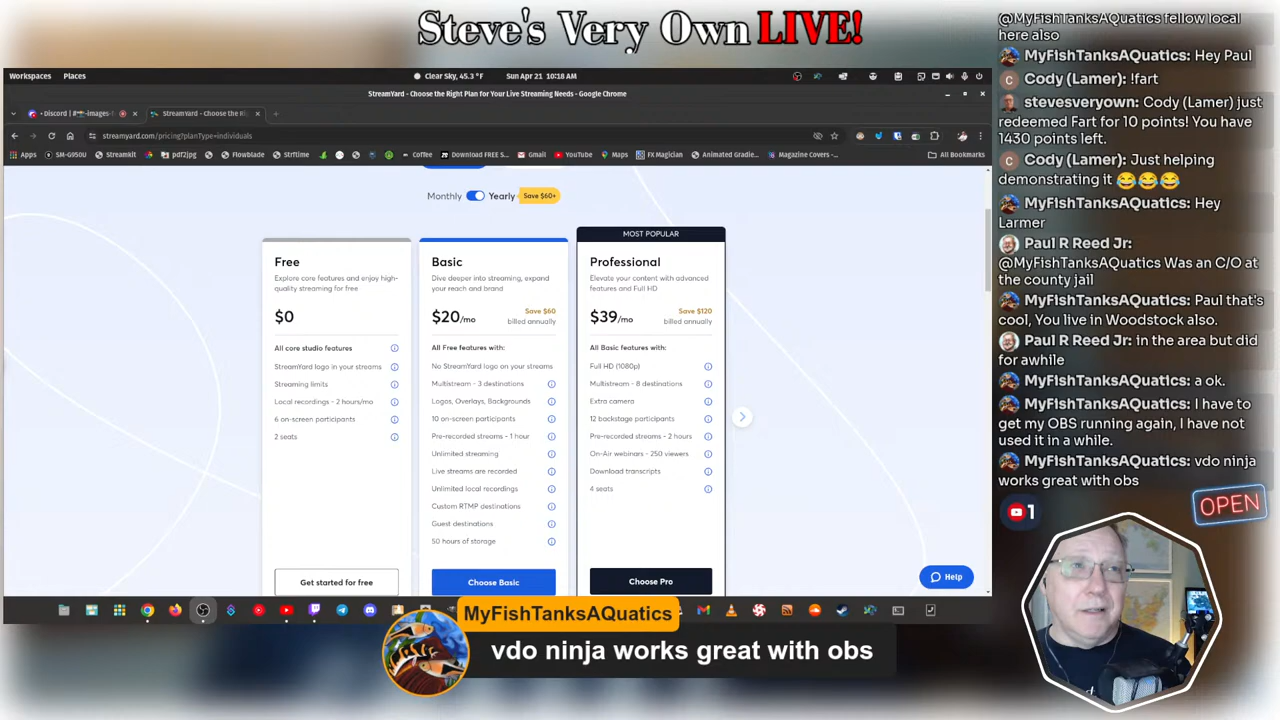 Steve's Very Own LIVE!
Workspaces Places
Clear Sky, 45.3 °F Sun Apr 21 10:18 AM
StreamYard - Choose the Right Plan for Your Live Streaming Needs - Google Chrome
StreamYard - Choose the Ri
streamyard.com/pricing?planType=individuals
Apps SM-G950U Streamkit pdf2jpg Flowblade Strftime Coffee Download FREE S... Gmail YouTube Maps FX Magician Animated Gradie... Magazine Covers -... All Bookmarks
Monthly Yearly Save $60+
Free
Explore core features and enjoy high-
quality streaming for free
$0
All core studio features
StreamYard logo in your streams
Streaming limits
Local recordings - 2 hours/mo
6 on-screen participants
2 seats
Get started for free
Basic
Dive deeper into streaming, expand
your reach and brand
$20/mo
Save $60
billed annually
All Free features with:
No StreamYard logo on your streams
Multistream - 3 destinations
Logos, Overlays, Backgrounds
10 on-screen participants
Pre-recorded streams - 1 hour
Unlimited streaming
Live streams are recorded
Unlimited local recordings
Custom RTMP destinations
Guest destinations
50 hours of storage
Choose Basic
MOST POPULAR
Professional
Elevate your content with advanced
features and Full HD
$39/mo
Save $120
billed annually
All Basic features with:
Full HD (1080p)
Multistream - 8 destinations
Extra camera
12 backstage participants
Pre-recorded streams - 2 hours
On-Air webinars - 250 viewers
Download transcripts
4 seats
Choose Pro
Help
@MyFishTanksAQuatics fellow local
here also
MyFishTanksAQuatics: Hey Paul
C Cody (Lamer): !fart
stevesveryown: Cody (Lamer) just
redeemed Fart for 10 points! You have
1430 points left.
C Cody (Lamer): Just helping
demonstrating it 😂😂😂
MyFishTanksAQuatics: Hey
Larmer
Paul R Reed Jr:
@MyFishTanksAQuatics Was an C/O at
the county jail
MyFishTanksAQuatics: Paul that's
cool, You live in Woodstock also.
Paul R Reed Jr: in the area but did
for awhile
MyFishTanksAQuatics: a ok.
MyFishTanksAQuatics: I have to
get my OBS running again, I have not
used it in a while.
MyFishTanksAQuatics: vdo ninja
works great with obs
1
OPEN
MyFishTanksAQuatics
vdo ninja works great with obs